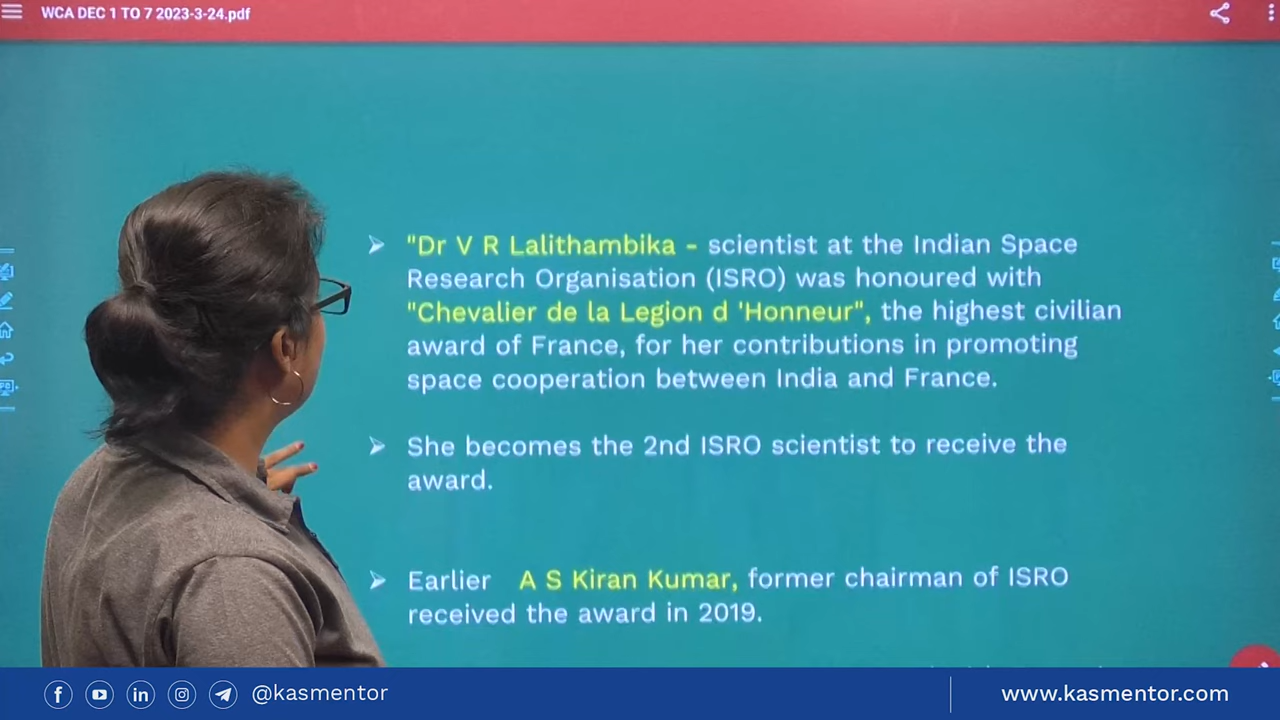 WCA DEC 1 TO 7 2023-3-24.pdf
"Dr V R Lalithambika - scientist at the Indian Space
Research Organisation (ISRO) was honoured with
"Chevalier de la Legion d 'Honneur", the highest civilian
award of France, for her contributions in promoting
space cooperation between India and France.
She becomes the 2nd ISRO scientist to receive the
award.
Earlier A S Kiran Kumar, former chairman of ISRO
received the award in 2019.
@kasmentor
www.kasmentor.com